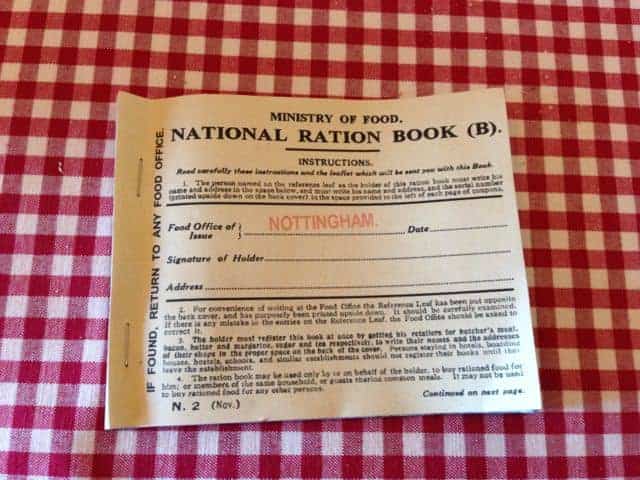 MINISTRY OF FOOD.
NATIONAL RATION BOOK (B).
INSTRUCTIONS.
Read carefully these instructions and the leaflet which will be sent you with this Book.
1. The person named on the reference leaf as the holder of this ration book must write his
name and address in the space below, and must write his name and address, and the serial number
(printed upside down on the back cover), in the space provided to the left of each page of coupons.
Food Office of Issue } NOTTINGHAM. Date
Signature of Holder
Address
2. For convenience of writing at the Food Office the Reference Leaf has been put opposite
the back cover, and has purposely been printed upside down. It should be carefully examined.
If there is any mistake in the entries on the Reference Leaf, the Food Office should be asked to
correct it.
3. The holder must register this book at once by getting his retailers for butcher's meat,
bacon, butter and margarine, sugar and tea respectively, to write their names and the addresses
of their shops in the proper space on the back of the cover. Persons staying in hotels, boarding
houses, hostels, schools, and similar establishments should not register their books until they
leave the establishment.
4. The ration book may be used only by or on behalf of the holder, to buy rationed food for
him, or members of the same household, or guests sharing common meals. It may not be used
to buy rationed food for any other persons.
Continued on next page.
N. 2 (Nov.)
IF FOUND, RETURN TO ANY FOOD OFFICE.